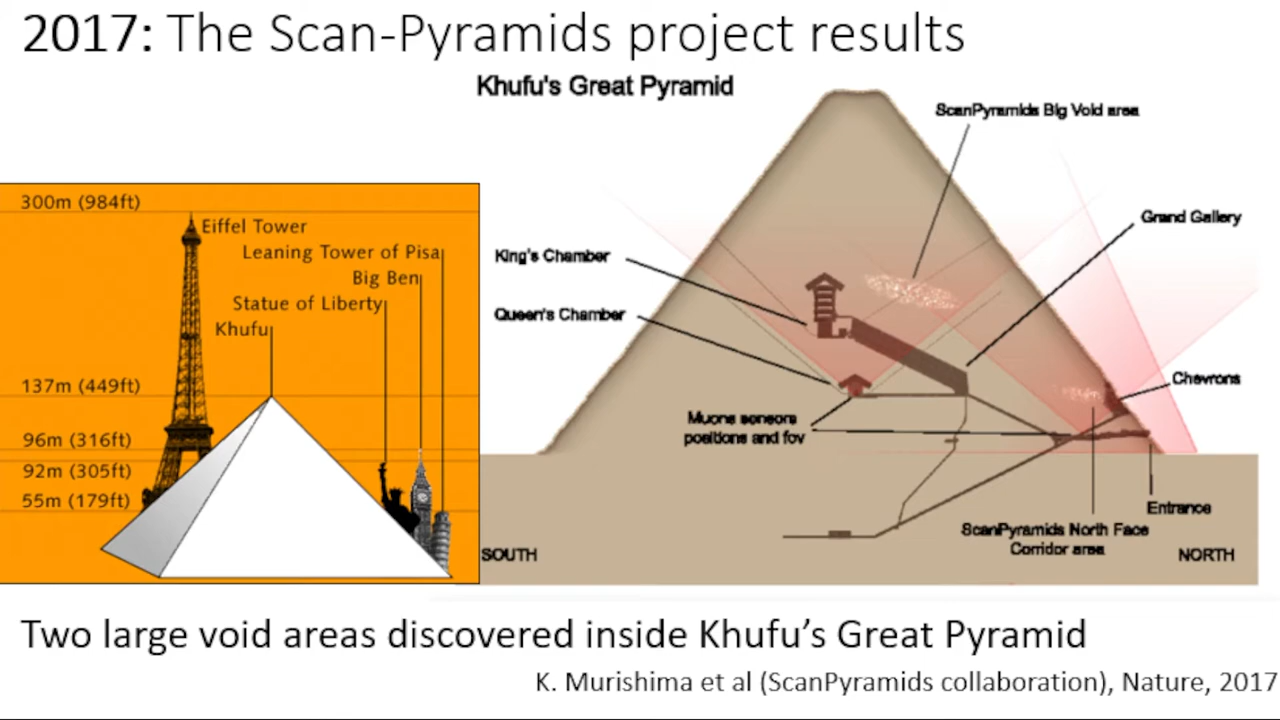 2017: The Scan-Pyramids project results
Khufu's Great Pyramid
ScanPyramids Big Void area
300m (984ft)
Eiffel Tower
Grand Gallery
Leaning Tower of Pisa
King's Chamber
Big Ben
Statue of Liberty
Queen's Chamber
Khufu
137m (449ft)
Chevrons
Muons sensors
positions and fov
96m (316ft)
92m (305ft)
55m (179ft)
Entrance
ScanPyramids North Face
Corridor area
SOUTH
NORTH
Two large void areas discovered inside Khufu’s Great Pyramid
K. Murishima et al (ScanPyramids collaboration), Nature, 2017